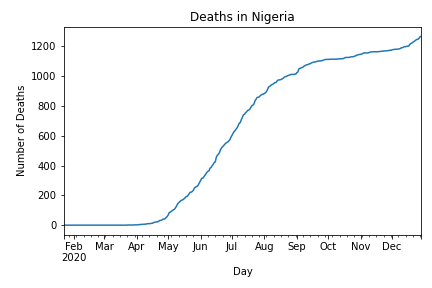 Deaths in Nigeria
1200
1000
800
600
400
200
0
Number of Deaths
Feb Mar Apr May Jun Jul Aug Sep Oct Nov Dec
2020
Day